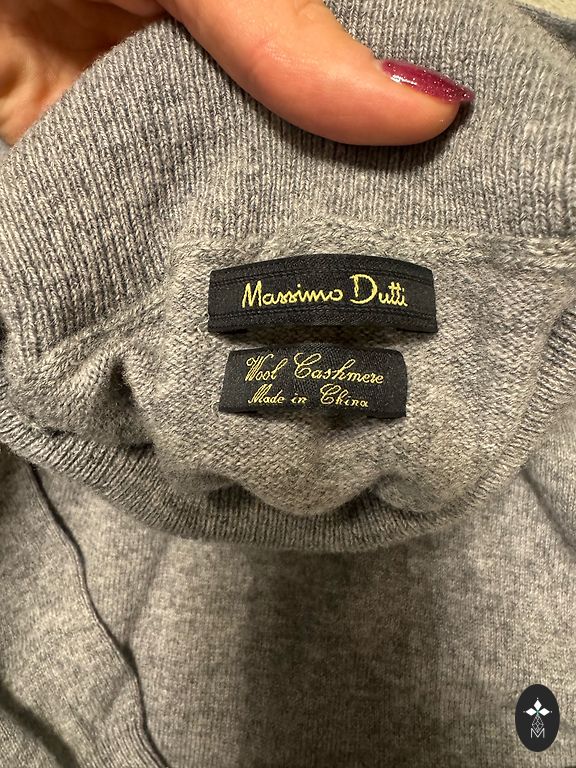 Massimo Dutti
Wool Cashmere
Made in China
M